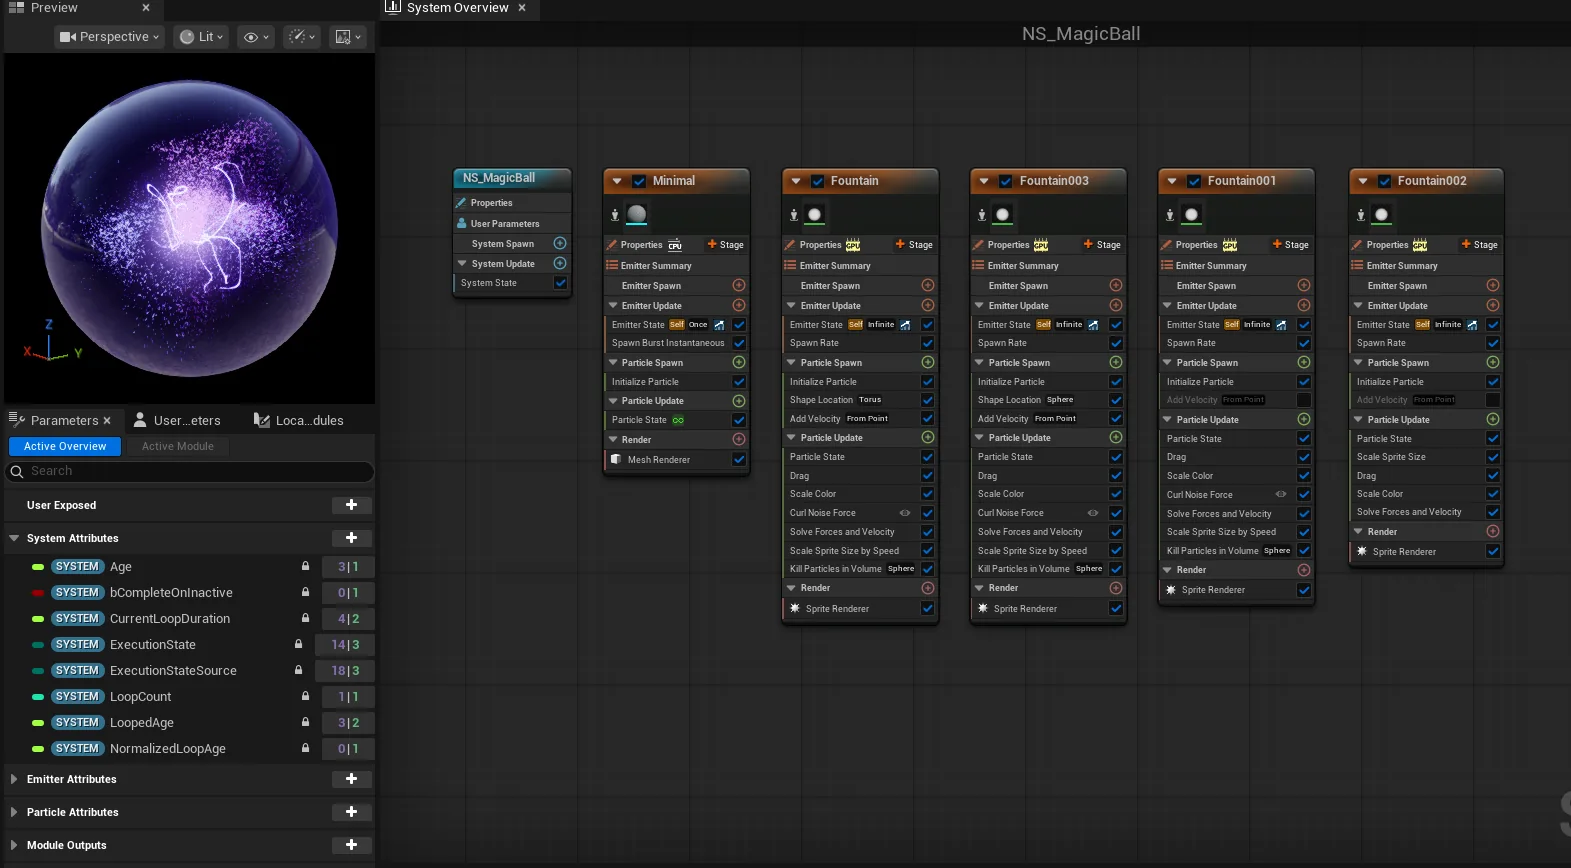 Preview
Perspective
Lit
Z
X
Y
Parameters
User...eters
Loca...dules
Active Overview
Active Module
Search
User Exposed
System Attributes
SYSTEM Age 3|1
SYSTEM bCompleteOnInactive 0|1
SYSTEM CurrentLoopDuration 4|2
SYSTEM ExecutionState 14|3
SYSTEM ExecutionStateSource 18|3
SYSTEM LoopCount 1|1
SYSTEM LoopedAge 3|2
SYSTEM NormalizedLoopAge 0|1
Emitter Attributes
Particle Attributes
Module Outputs
System Overview
NS_MagicBall
NS_MagicBall
Properties
User Parameters
System Spawn
System Update
System State
Minimal
Properties CPU Stage
Emitter Summary
Emitter Spawn
Emitter Update
Emitter State Self Once
Spawn Burst Instantaneous
Particle Spawn
Initialize Particle
Particle Update
Particle State
Render
Mesh Renderer
Fountain
Properties GPU Stage
Emitter Summary
Emitter Spawn
Emitter Update
Emitter State Self Infinite
Spawn Rate
Particle Spawn
Initialize Particle
Shape Location Torus
Add Velocity From Point
Particle Update
Particle State
Drag
Scale Color
Curl Noise Force
Solve Forces and Velocity
Scale Sprite Size by Speed
Kill Particles in Volume Sphere
Render
Sprite Renderer
Fountain003
Properties GPU Stage
Emitter Summary
Emitter Spawn
Emitter Update
Emitter State Self Infinite
Spawn Rate
Particle Spawn
Initialize Particle
Shape Location Sphere
Add Velocity From Point
Particle Update
Particle State
Drag
Scale Color
Curl Noise Force
Solve Forces and Velocity
Scale Sprite Size by Speed
Kill Particles in Volume Sphere
Render
Sprite Renderer
Fountain001
Properties GPU Stage
Emitter Summary
Emitter Spawn
Emitter Update
Emitter State Self Infinite
Spawn Rate
Particle Spawn
Initialize Particle
Add Velocity From Point
Particle Update
Particle State
Drag
Scale Color
Curl Noise Force
Solve Forces and Velocity
Scale Sprite Size by Speed
Kill Particles in Volume Sphere
Render
Sprite Renderer
Fountain002
Properties GPU Stage
Emitter Summary
Emitter Spawn
Emitter Update
Emitter State Self Infinite
Spawn Rate
Particle Spawn
Initialize Particle
Add Velocity From Point
Particle Update
Particle State
Scale Sprite Size
Drag
Scale Color
Solve Forces and Velocity
Render
Sprite Renderer